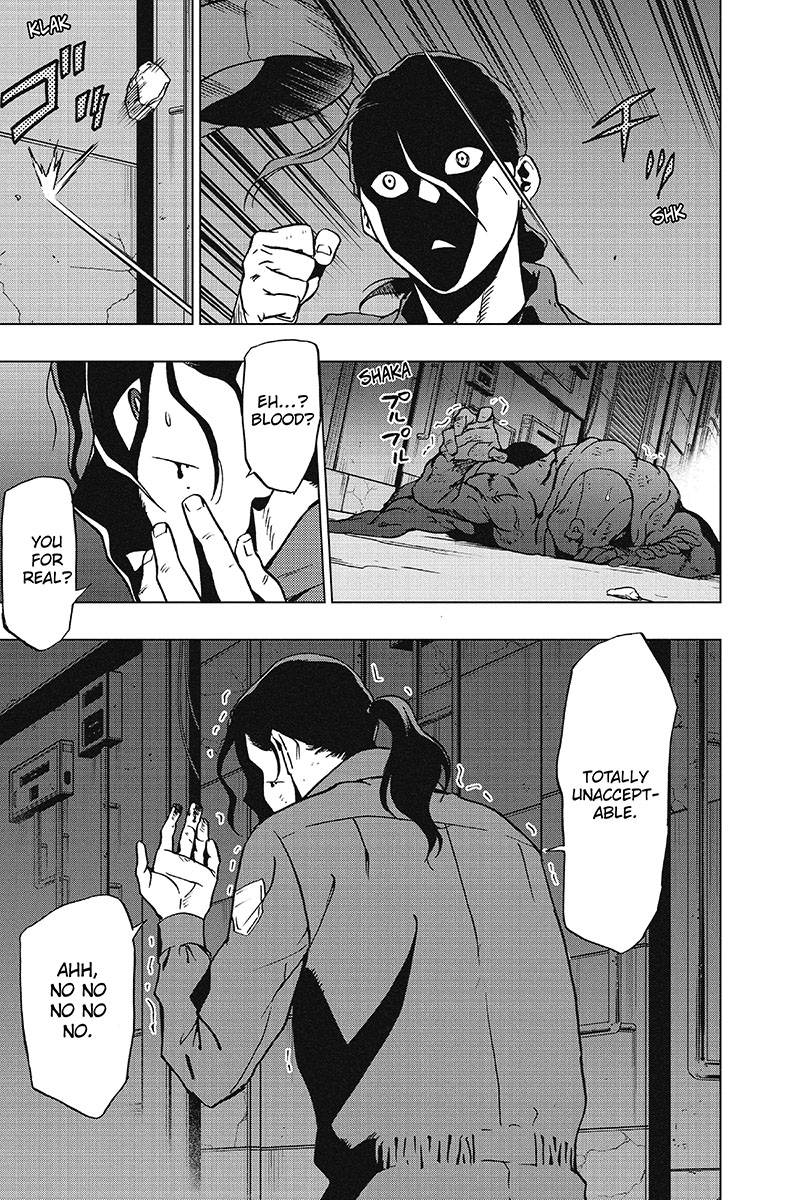 SHK
チッ
KLAK
ゴッ
SHAKA
プルプル
EH...?
BLOOD?
YOU
FOR
REAL?
TOTALLY
UNACCEPT-
ABLE.
AHH,
NO NO
NO NO
NO.